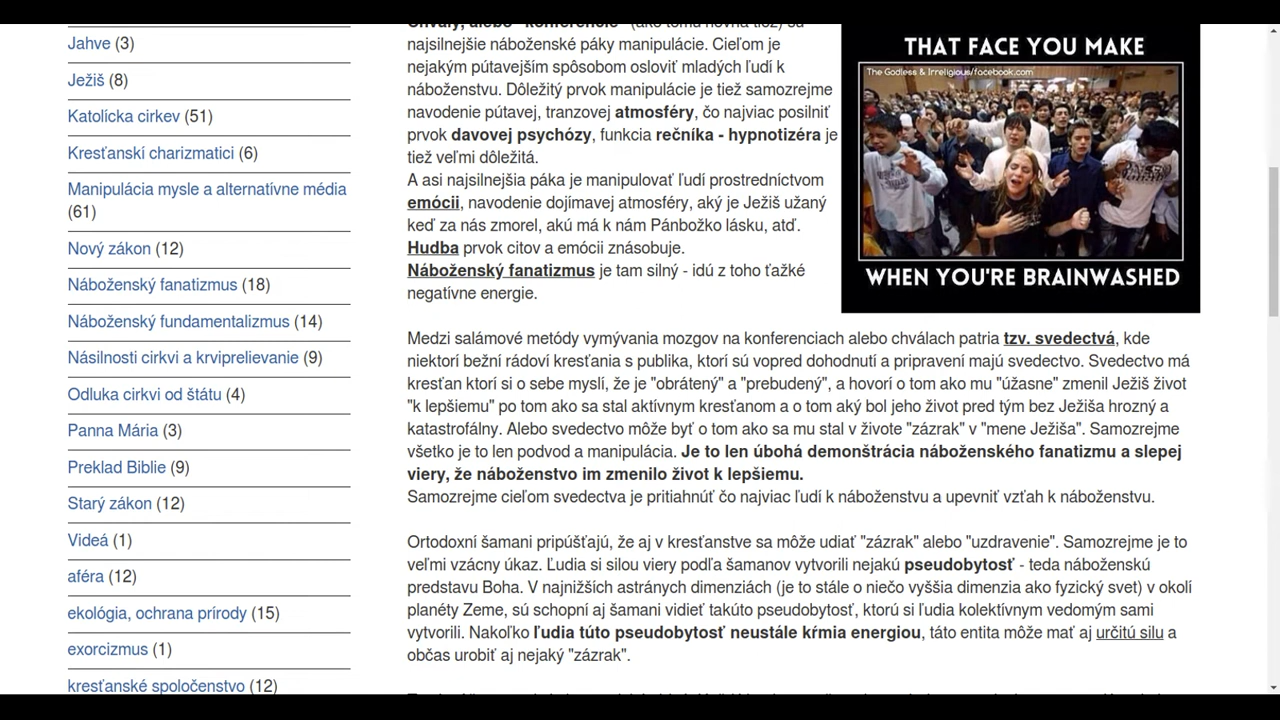 Jahve (3)
Ježiš (8)
Katolícka cirkev (51)
Kresťanskí charizmatici (6)
Manipulácia mysle a alternatívne média
(61)
Nový zákon (12)
Náboženský fanatizmus (18)
Náboženský fundamentalizmus (14)
Násilnosti cirkvi a krviprelievanie (9)
Odluka cirkvi od štátu (4)
Panna Mária (3)
Preklad Biblie (9)
Starý zákon (12)
Videá (1)
aféra (12)
ekológia, ochrana prírody (15)
exorcizmus (1)
kresťanské spoločenstvo (12)
najsilnejšie náboženské páky manipulácie. Cieľom je
nejakým pútavejším spôsobom osloviť mladých ľudí k
náboženstvu. Dôležitý prvok manipulácie je tiež samozrejme
navodenie pútavej, tranzovej atmosféry, čo najviac posilniť
prvok davovej psychózy, funkcia rečníka - hypnotizéra je
tiež veľmi dôležitá.
A asi najsilnejšia páka je manipulovať ľudí prostredníctvom
emócii, navodenie dojímavej atmosféry, aký je Ježiš užaný
keď za nás zmorel, akú má k nám Pánbožko lásku, atď.
Hudba prvok citov a emócii znásobuje.
Náboženský fanatizmus je tam silný - idú z toho ťažké
negatívne energie.
THAT FACE YOU MAKE
The Godless & Irreligious/facebook.com
WHEN YOU'RE BRAINWASHED
Medzi salámové metódy vymývania mozgov na konferenciach alebo chválach patria tzv. svedectvá, kde
niektorí bežní rádoví kresťania s publika, ktorí sú vopred dohodnutí a pripravení majú svedectvo. Svedectvo má
kresťan ktorí si o sebe myslí, že je "obrátený" a "prebudený", a hovorí o tom ako mu "úžasne" zmenil Ježiš život
"k lepšiemu" po tom ako sa stal aktívnym kresťanom a o tom aký bol jeho život pred tým bez Ježiša hrozný a
katastrofálny. Alebo svedectvo môže byť o tom ako sa mu stal v živote "zázrak" v "mene Ježiša". Samozrejme
všetko je to len podvod a manipulácia. Je to len úbohá demonštrácia náboženského fanatizmu a slepej
viery, že náboženstvo im zmenilo život k lepšiemu.
Samozrejme cieľom svedectva je pritiahnúť čo najviac ľudí k náboženstvu a upevniť vzťah k náboženstvu.
Ortodoxní šamani pripúšťajú, že aj v kresťanstve sa môže udiať "zázrak" alebo "uzdravenie". Samozrejme je to
veľmi vzácny úkaz. Ľudia si silou viery podľa šamanov vytvorili nejakú pseudobytosť - teda náboženskú
predstavu Boha. V najnižších astrányh dimenziách (je to stále o niečo vyššia dimenzia ako fyzický svet) v okolí
planéty Zeme, sú schopní aj šamani vidieť takúto pseudobytosť, ktorú si ľudia kolektívnym vedomým sami
vytvorili. Nakoľko ľudia túto pseudobytosť neustále kŕmia energiou, táto entita môže mať aj určitú silu a
občas urobiť aj nejaký "zázrak".